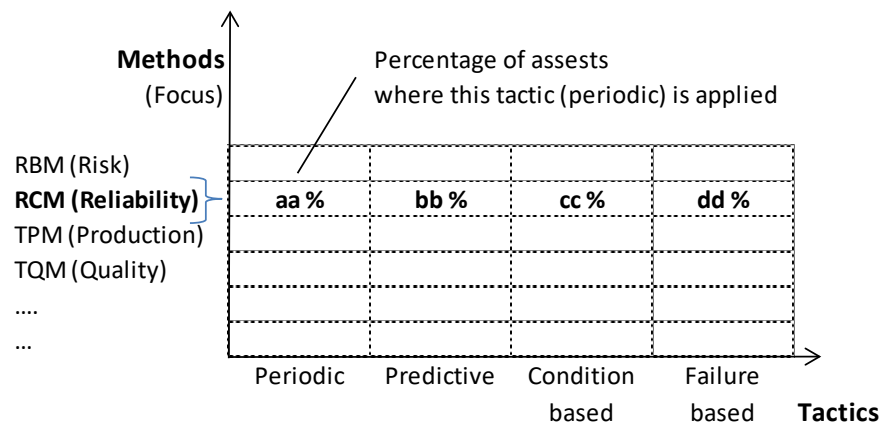 Methods
(Focus)
Percentage of assests
where this tactic (periodic) is applied
RBM (Risk)
RCM (Reliability)
aa % bb % cc % dd %
TPM (Production)
TQM (Quality)
....
...
Periodic Predictive Condition based Failure based
Tactics